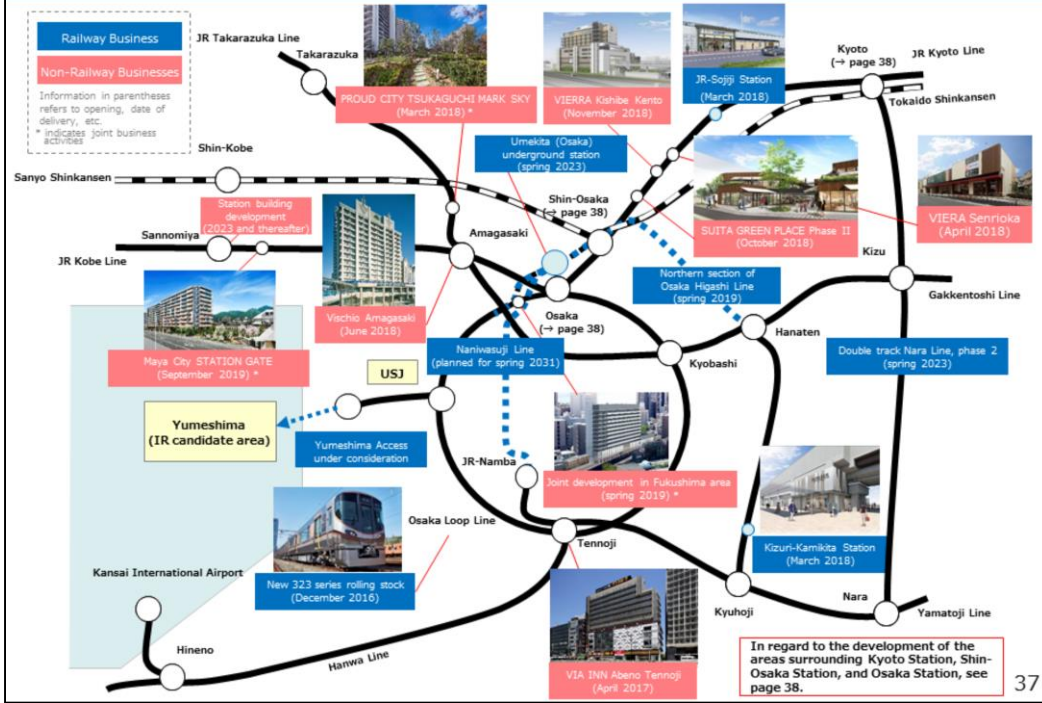 Railway Business
Non-Railway Businesses
Information in parentheses
refers to opening, date of
delivery, etc.
* indicates joint business
activities
JR Takarazuka Line
Takarazuka
PROUD CITY TSUKAGUCHI MARK SKY
(March 2018) *
VIERRA Kishibe Kento
(November 2018)
JR-Sojiji Station
(March 2018)
Kyoto
(→ page 38)
JR Kyoto Line
Tokaido Shinkansen
Umekita (Osaka)
underground station
(spring 2023)
Shin-Kobe
Sanyo Shinkansen
Shin-Osaka
(→ page 38)
SUITA GREEN PLACE Phase II
(October 2018)
VIERA Senrioka
(April 2018)
Station building
development
(2023 and thereafter)
Sannomiya
JR Kobe Line
Amagasaki
Kizu
Gakkentoshi Line
Northern section of
Osaka Higashi Line
(spring 2019)
Vischio Amagasaki
(June 2018)
Osaka
(→ page 38)
Hanaten
Maya City STATION GATE
(September 2019) *
Naniwasuji Line
(planned for spring 2031)
Kyobashi
Double track Nara Line, phase 2
(spring 2023)
USJ
Yumeshima
(IR candidate area)
Yumeshima Access
under consideration
JR-Namba
Joint development in Fukushima area
(spring 2019) *
Osaka Loop Line
Tennoji
Kizuri-Kamikita Station
(March 2018)
New 323 series rolling stock
(December 2016)
Kansai International Airport
Kyuhoji
Nara
Yamatoji Line
Hineno
Hanwa Line
VIA INN Abeno Tennoji
(April 2017)
In regard to the development of the
areas surrounding Kyoto Station, Shin-
Osaka Station, and Osaka Station, see
page 38.
37